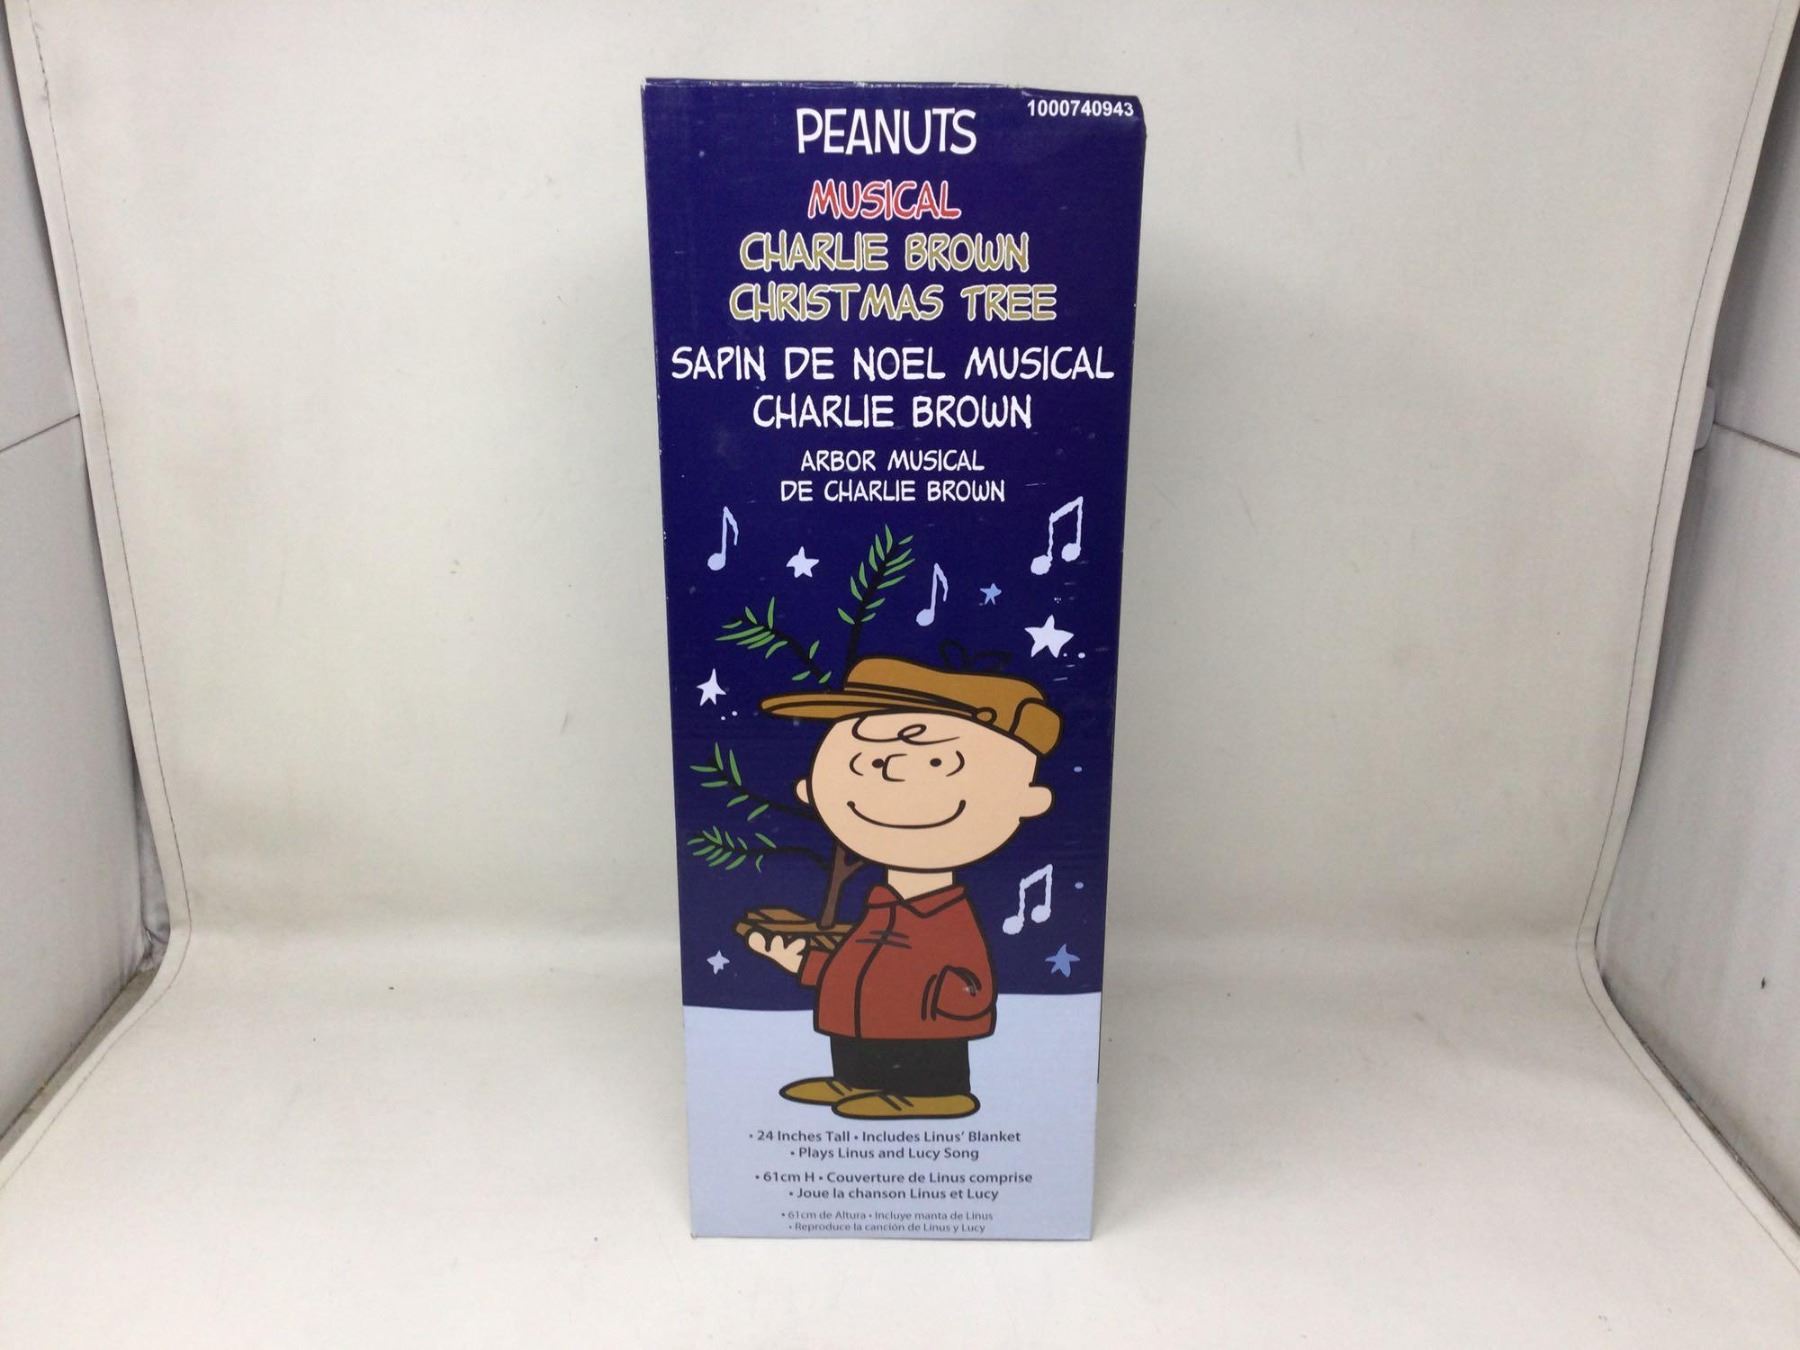 1000740943
PEANUTS
MUSICAL
CHARLIE BROWN
CHRISTMAS TREE
SAPIN DE NOEL MUSICAL
CHARLIE BROWN
ARBOR MUSICAL
DE CHARLIE BROWN
• 24 Inches Tall • Includes Linus' Blanket
• Plays Linus and Lucy Song
• 61cm H • Couverture de Linus comprise
• Joue la chanson Linus et Lucy
• 61cm de Altura • Incluye manta de Linus
• Reproduce la canción de Linus y Lucy